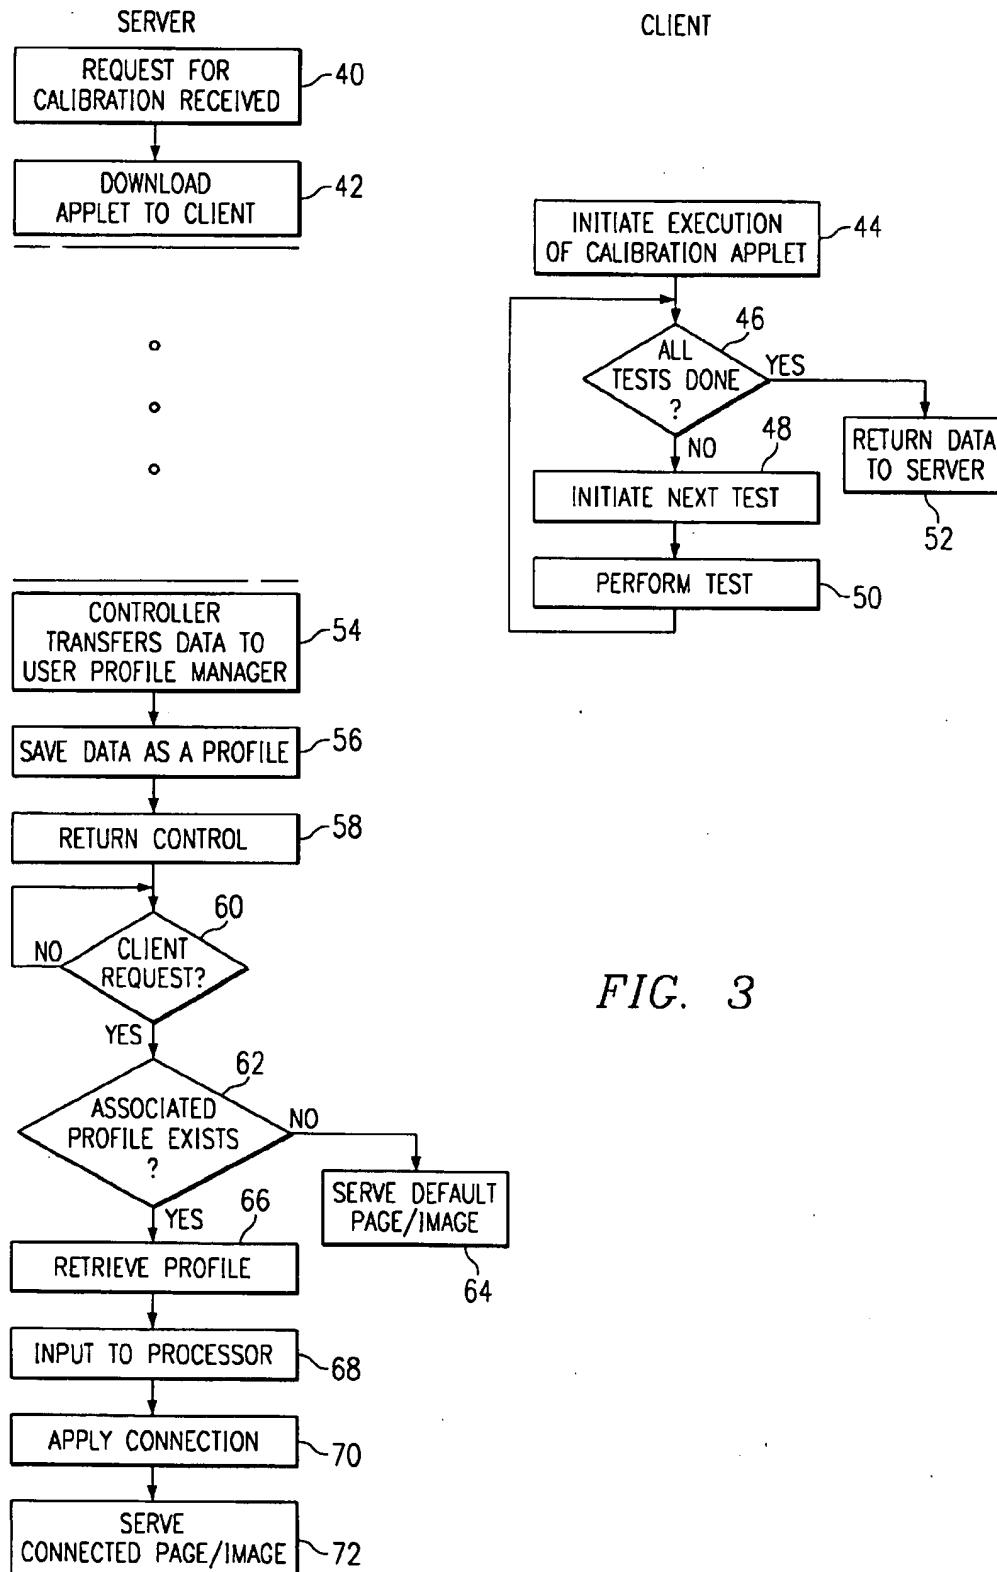 SERVER
REQUEST FOR
CALIBRATION RECEIVED
40
DOWNLOAD
APPLET TO CLIENT
42
CLIENT
INITIATE EXECUTION
OF CALIBRATION APPLET
44
ALL
TESTS DONE
?
46
YES
NO
RETURN DATA
TO SERVER
52
48
INITIATE NEXT TEST
PERFORM TEST
50
CONTROLLER
TRANSFERS DATA TO
USER PROFILE MANAGER
54
SAVE DATA AS A PROFILE
56
RETURN CONTROL
58
60
CLIENT
REQUEST?
NO
YES
62
ASSOCIATED
PROFILE EXISTS
?
NO
YES
SERVE DEFAULT
PAGE/IMAGE
64
66
RETRIEVE PROFILE
INPUT TO PROCESSOR
68
APPLY CONNECTION
70
SERVE
CONNECTED PAGE/IMAGE
72
FIG. 3